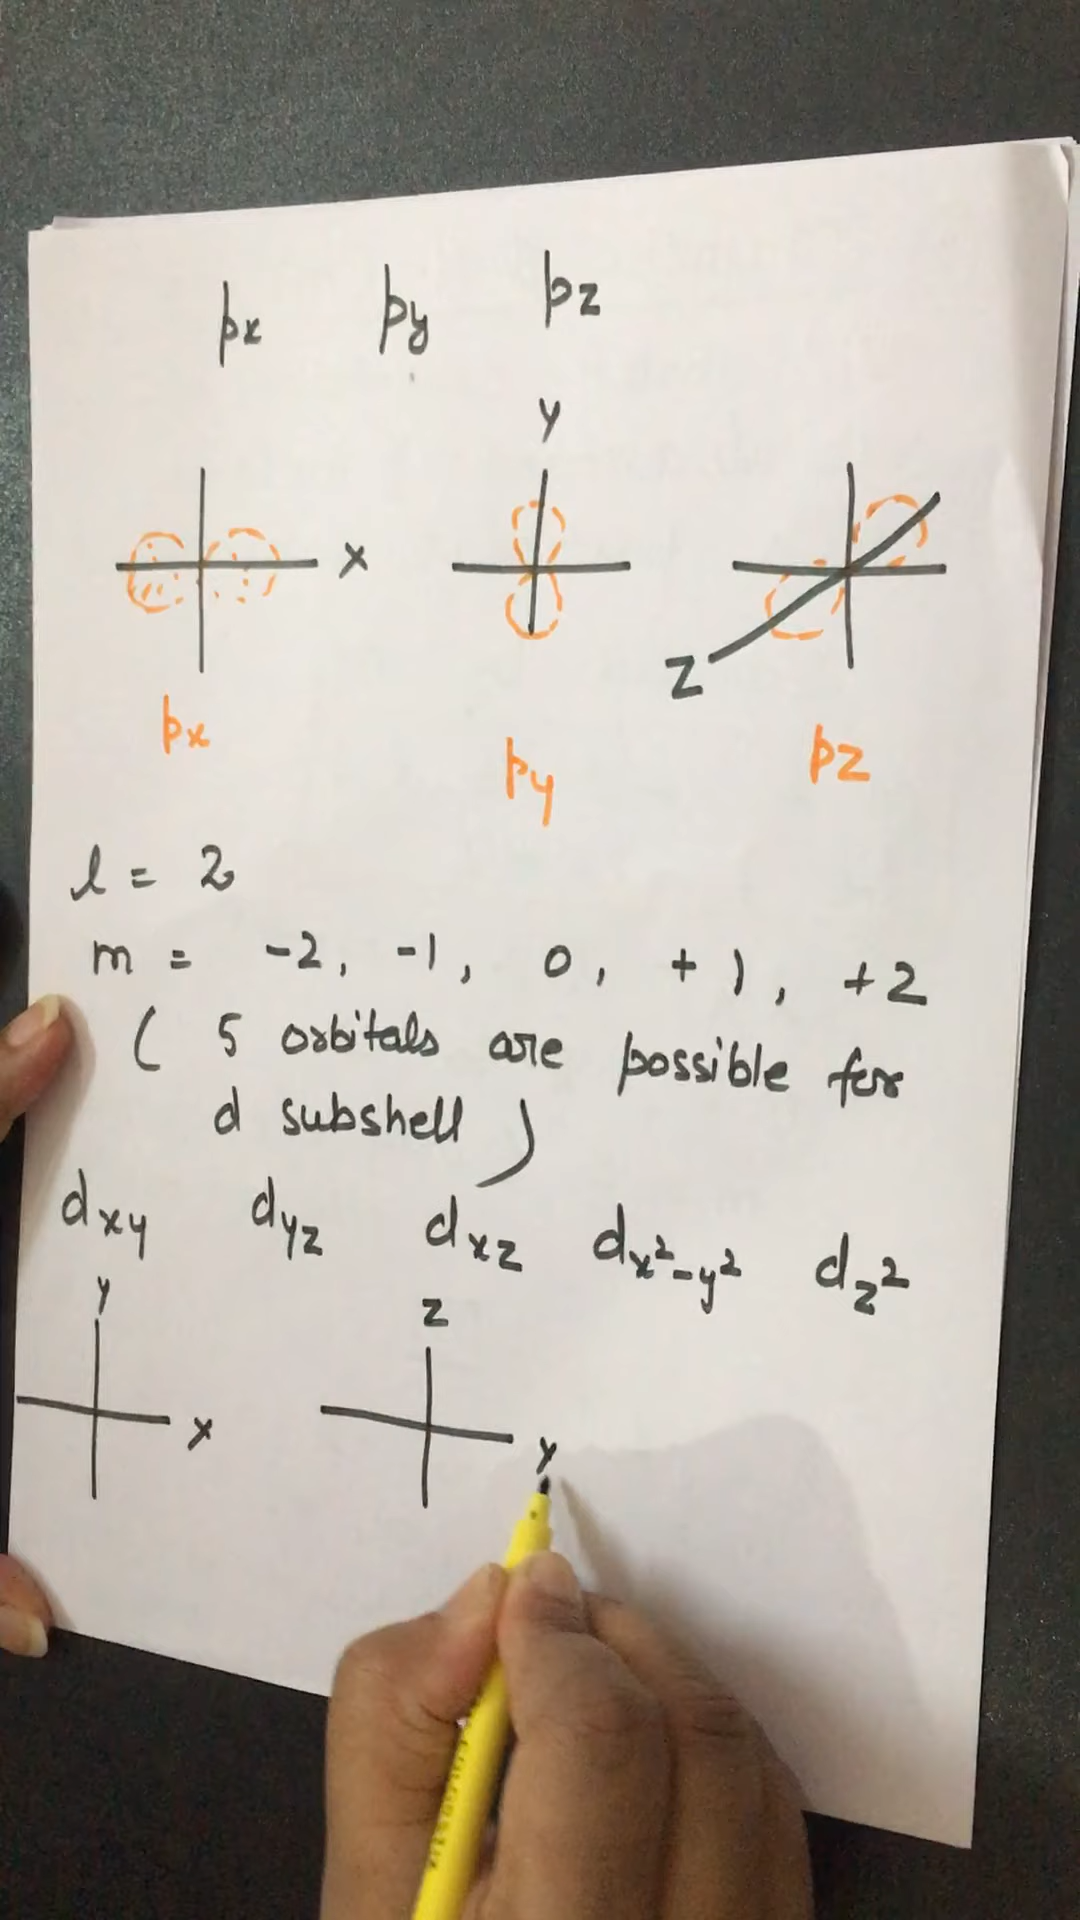 px py pz
y
x
z
px py pz
l = 2
m = -2, -1, 0, +1, +2
( 5 orbitals are possible for
d subshell )
dxy dyz dxz dx²-y² dz²
y z
x y